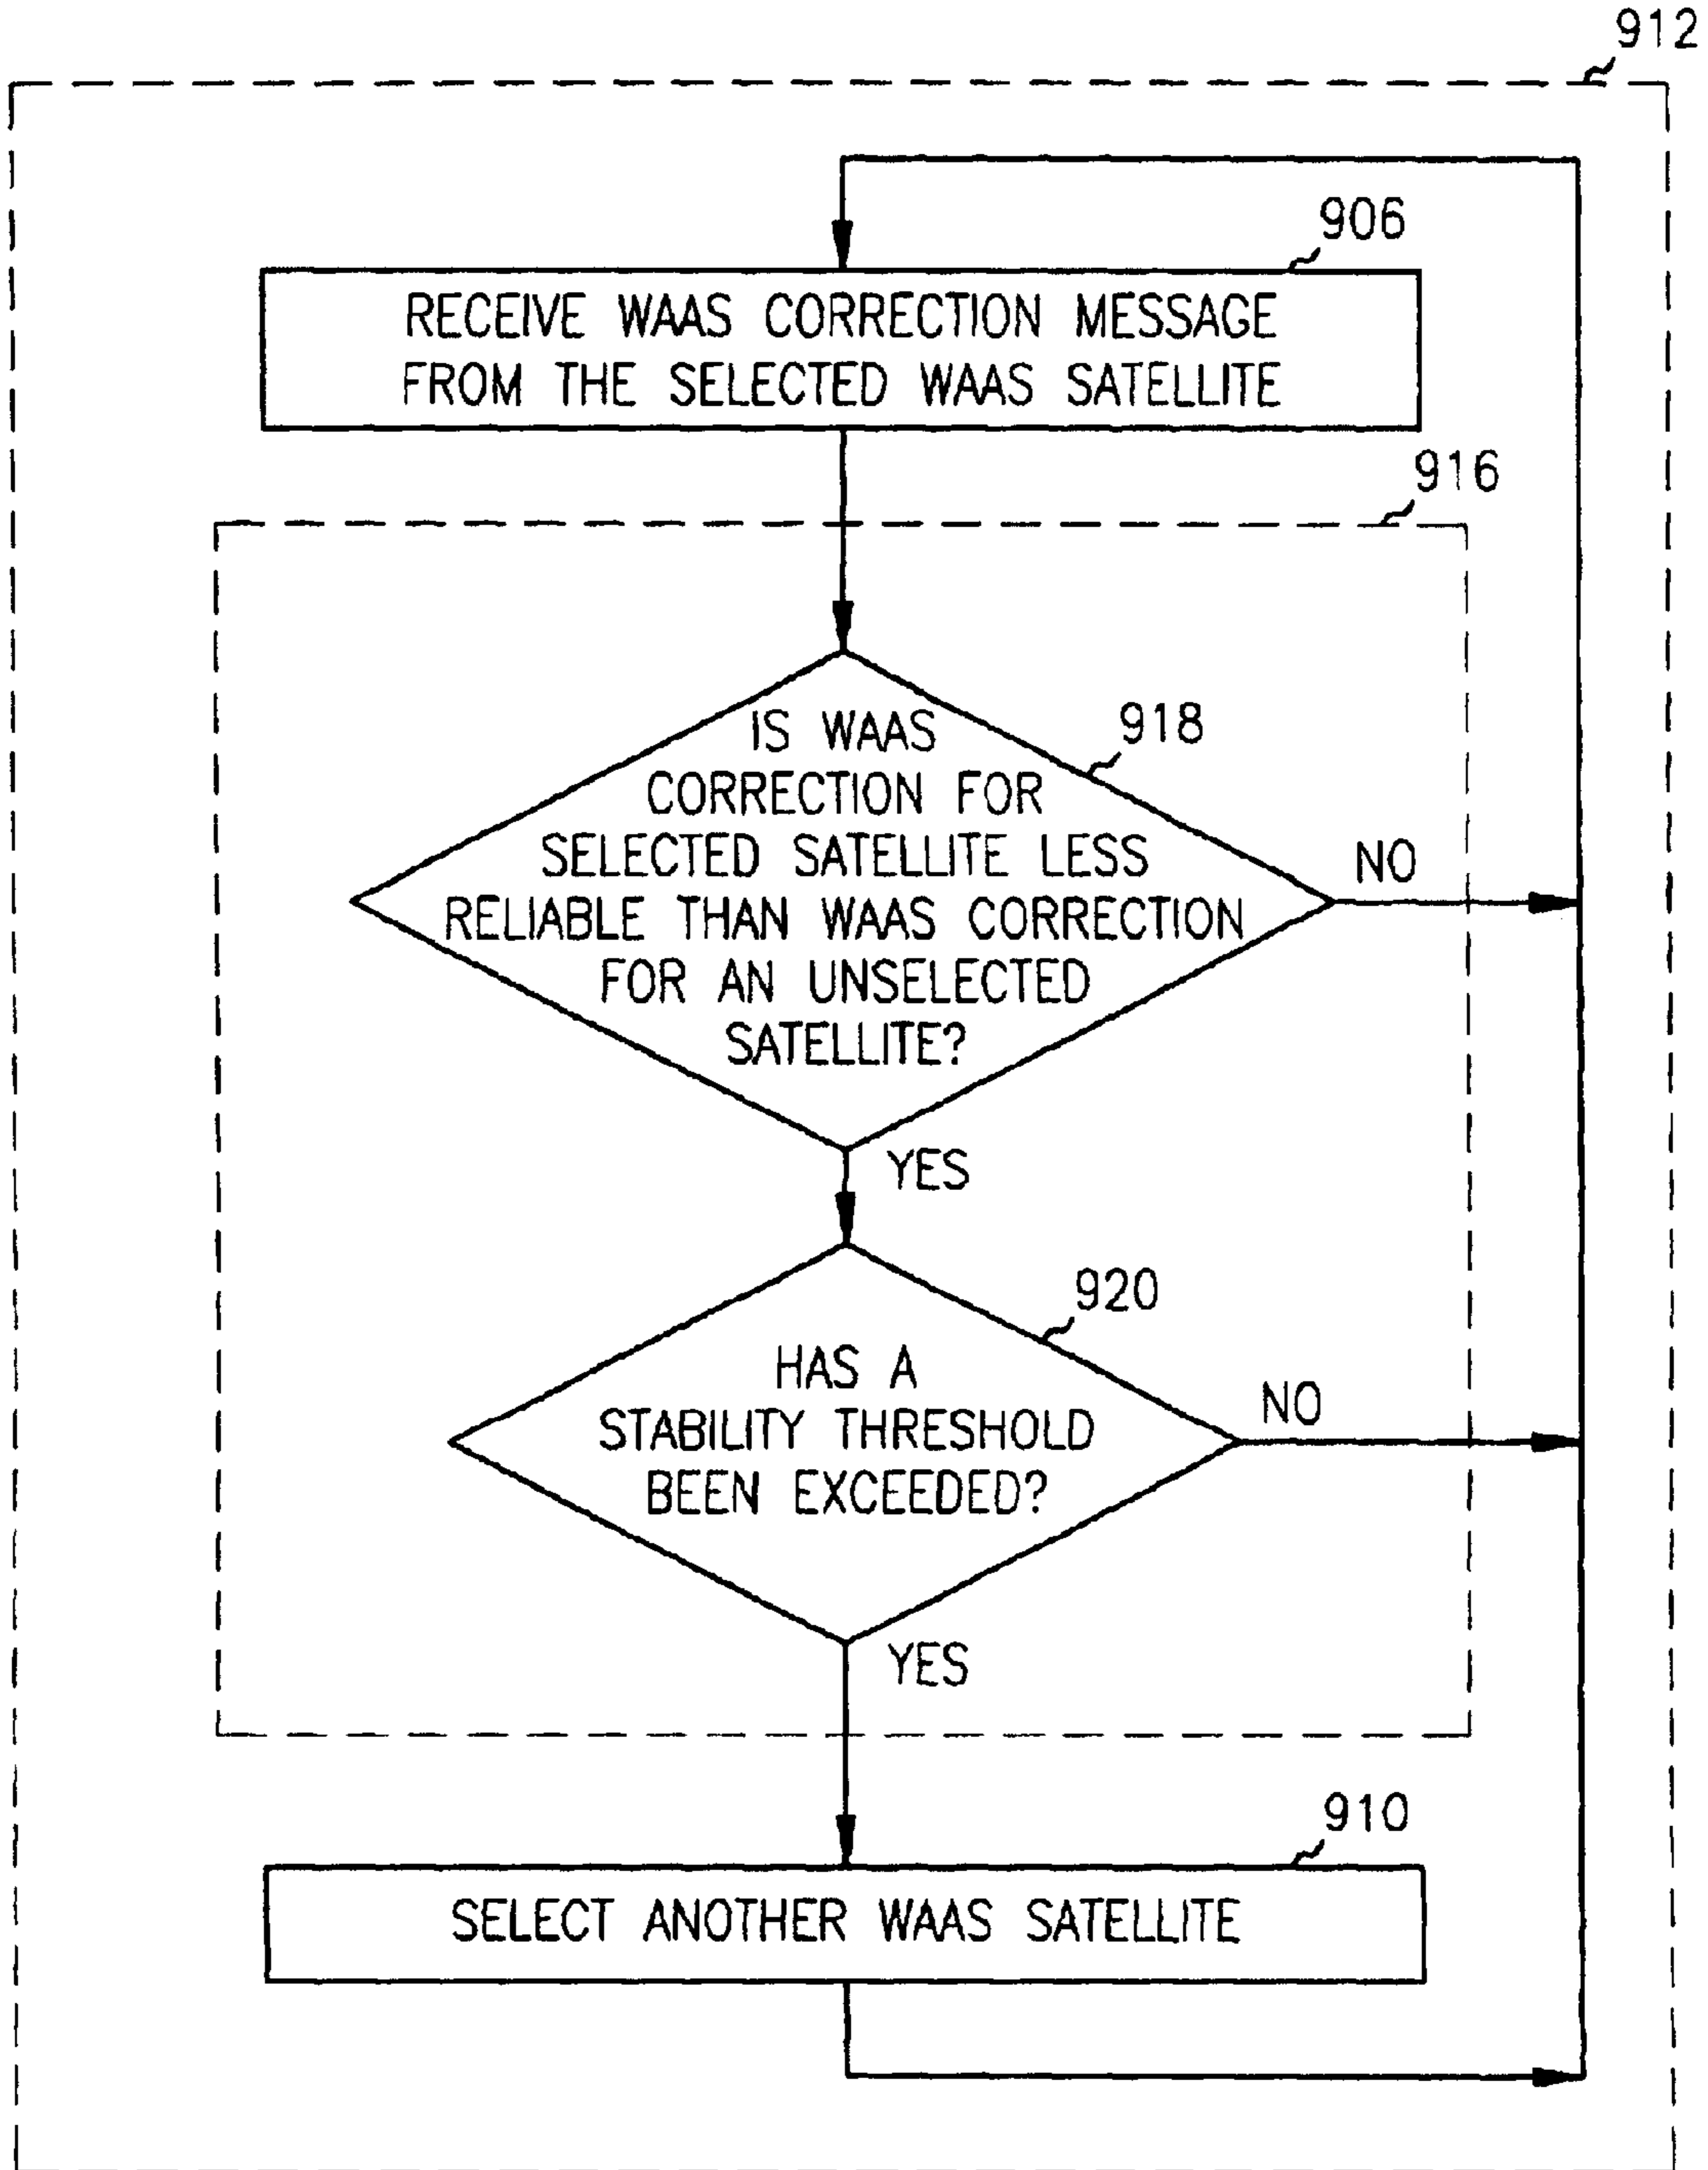 912
906
RECEIVE WAAS CORRECTION MESSAGE
FROM THE SELECTED WAAS SATELLITE
916
918
IS WAAS
CORRECTION FOR
SELECTED SATELLITE LESS
RELIABLE THAN WAAS CORRECTION
FOR AN UNSELECTED
SATELLITE?
NO
YES
920
HAS A
STABILITY THRESHOLD
BEEN EXCEEDED?
NO
YES
910
SELECT ANOTHER WAAS SATELLITE